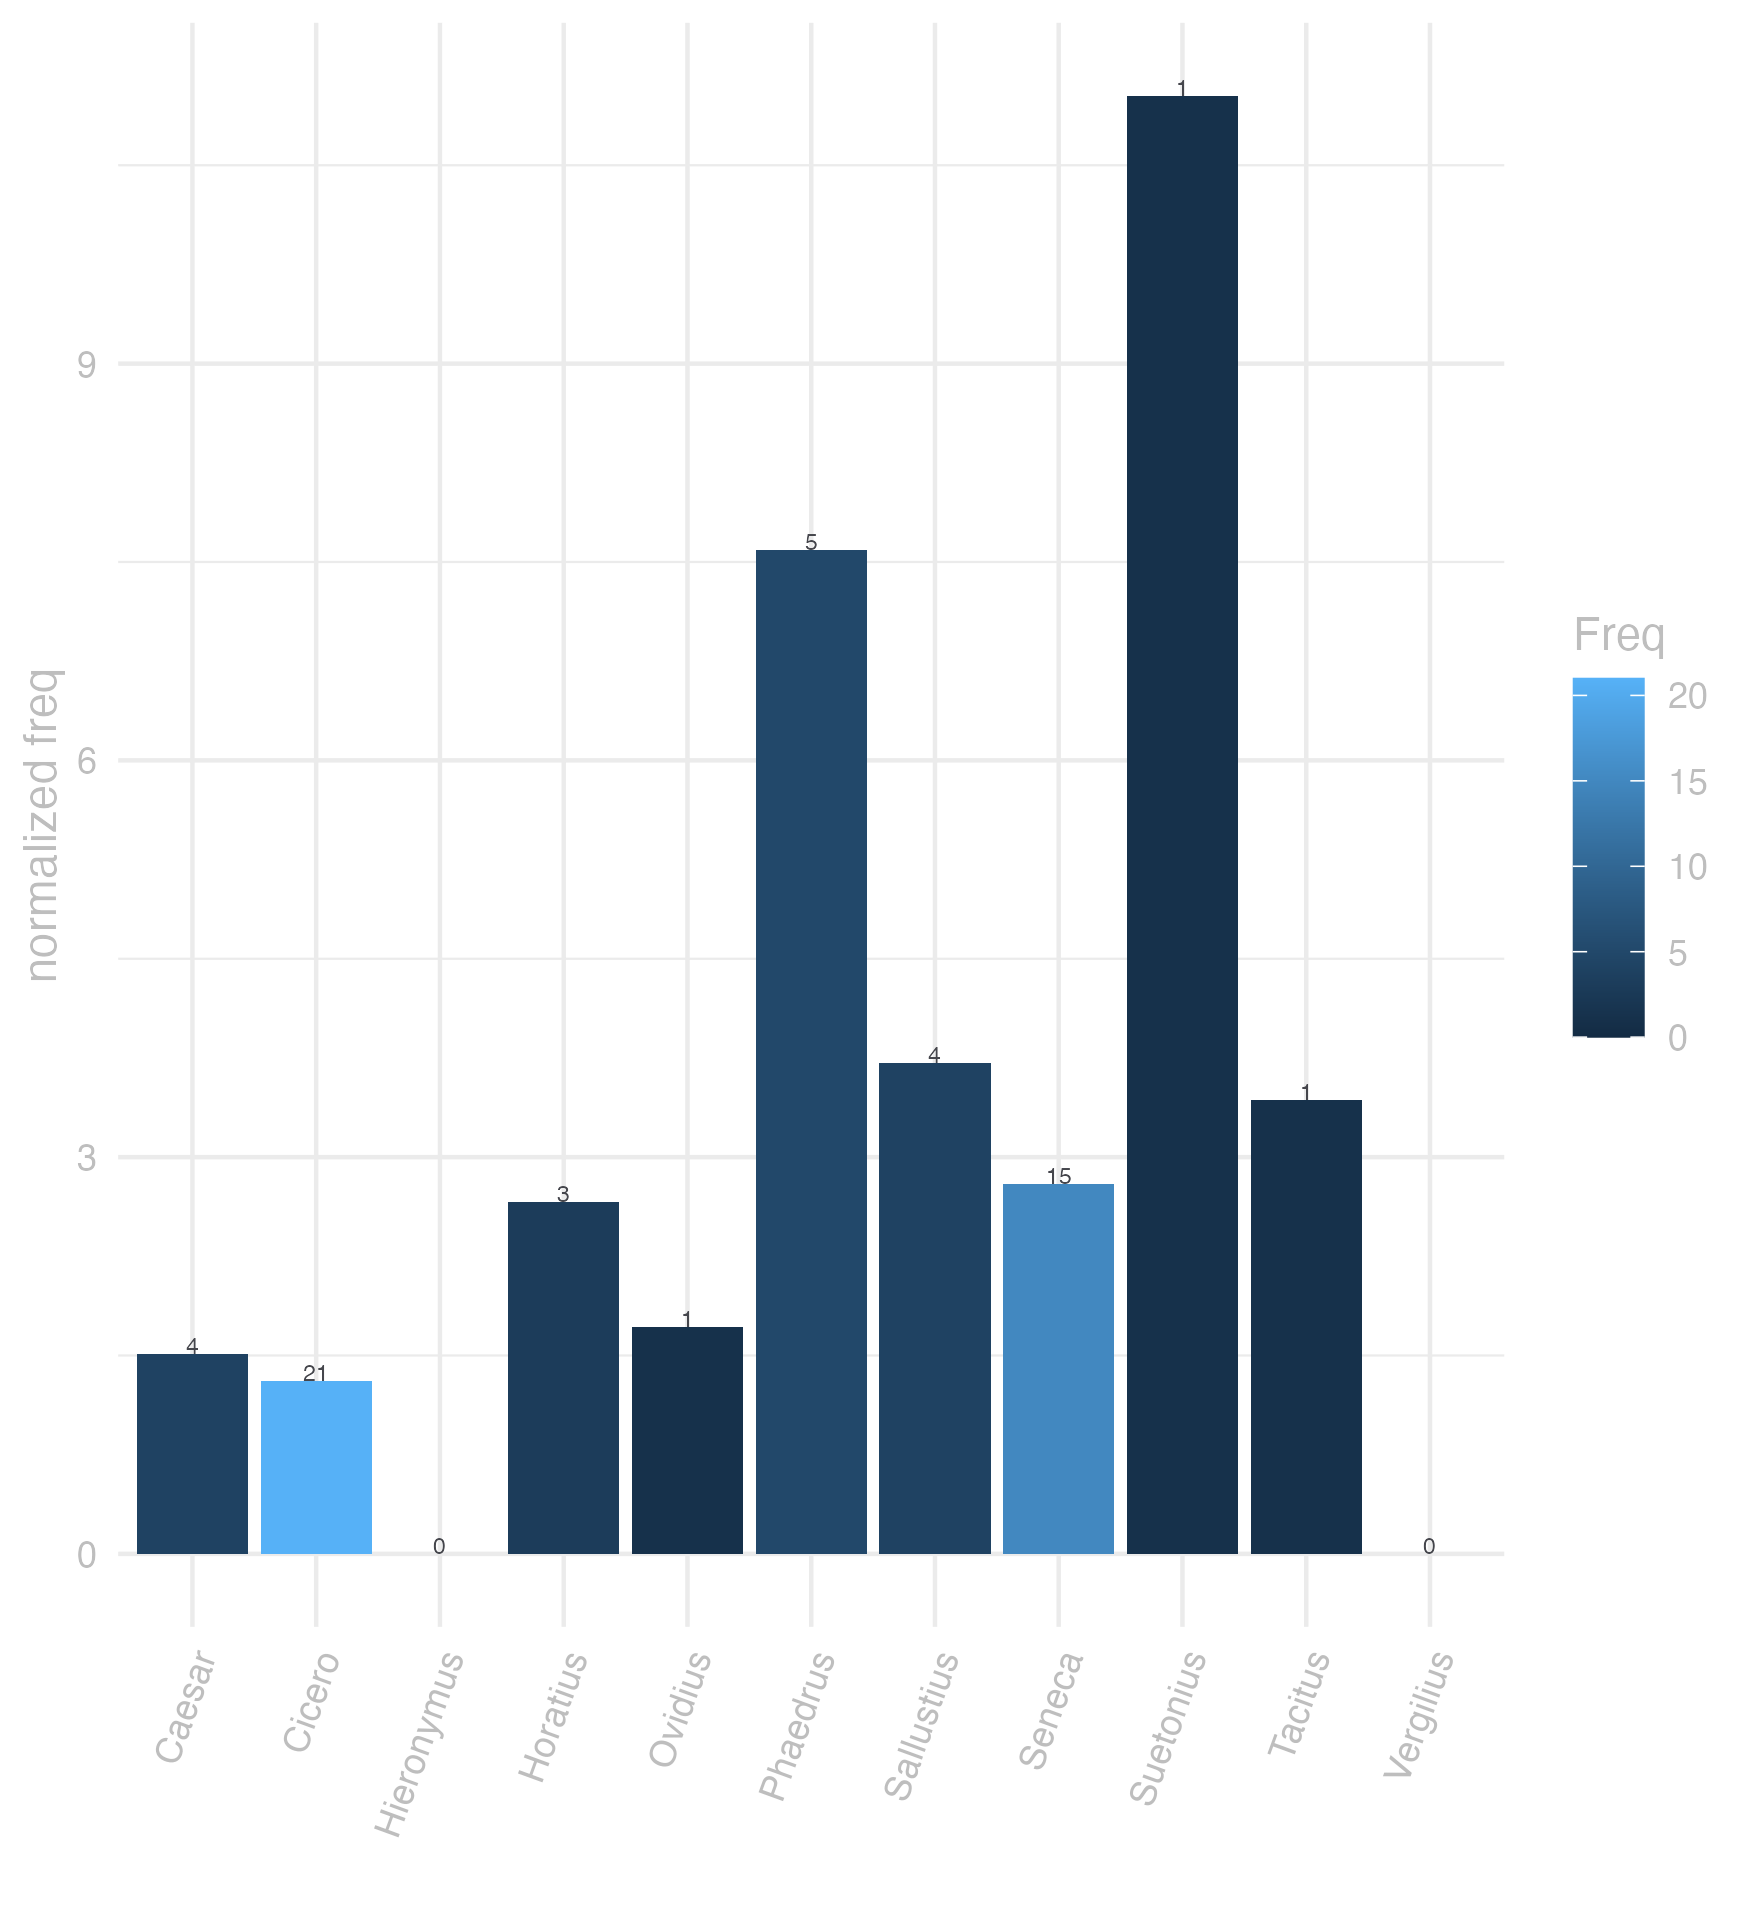 1
9
5
Freq
20
15
10
5
0
normalized freq
6
4
1
15
3
3
1
4
21
0
0
0
Caesar
Cicero
Hieronymus
Horatius
Ovidius
Phaedrus
Sallustius
Seneca
Suetonius
Tacitus
Vergilius